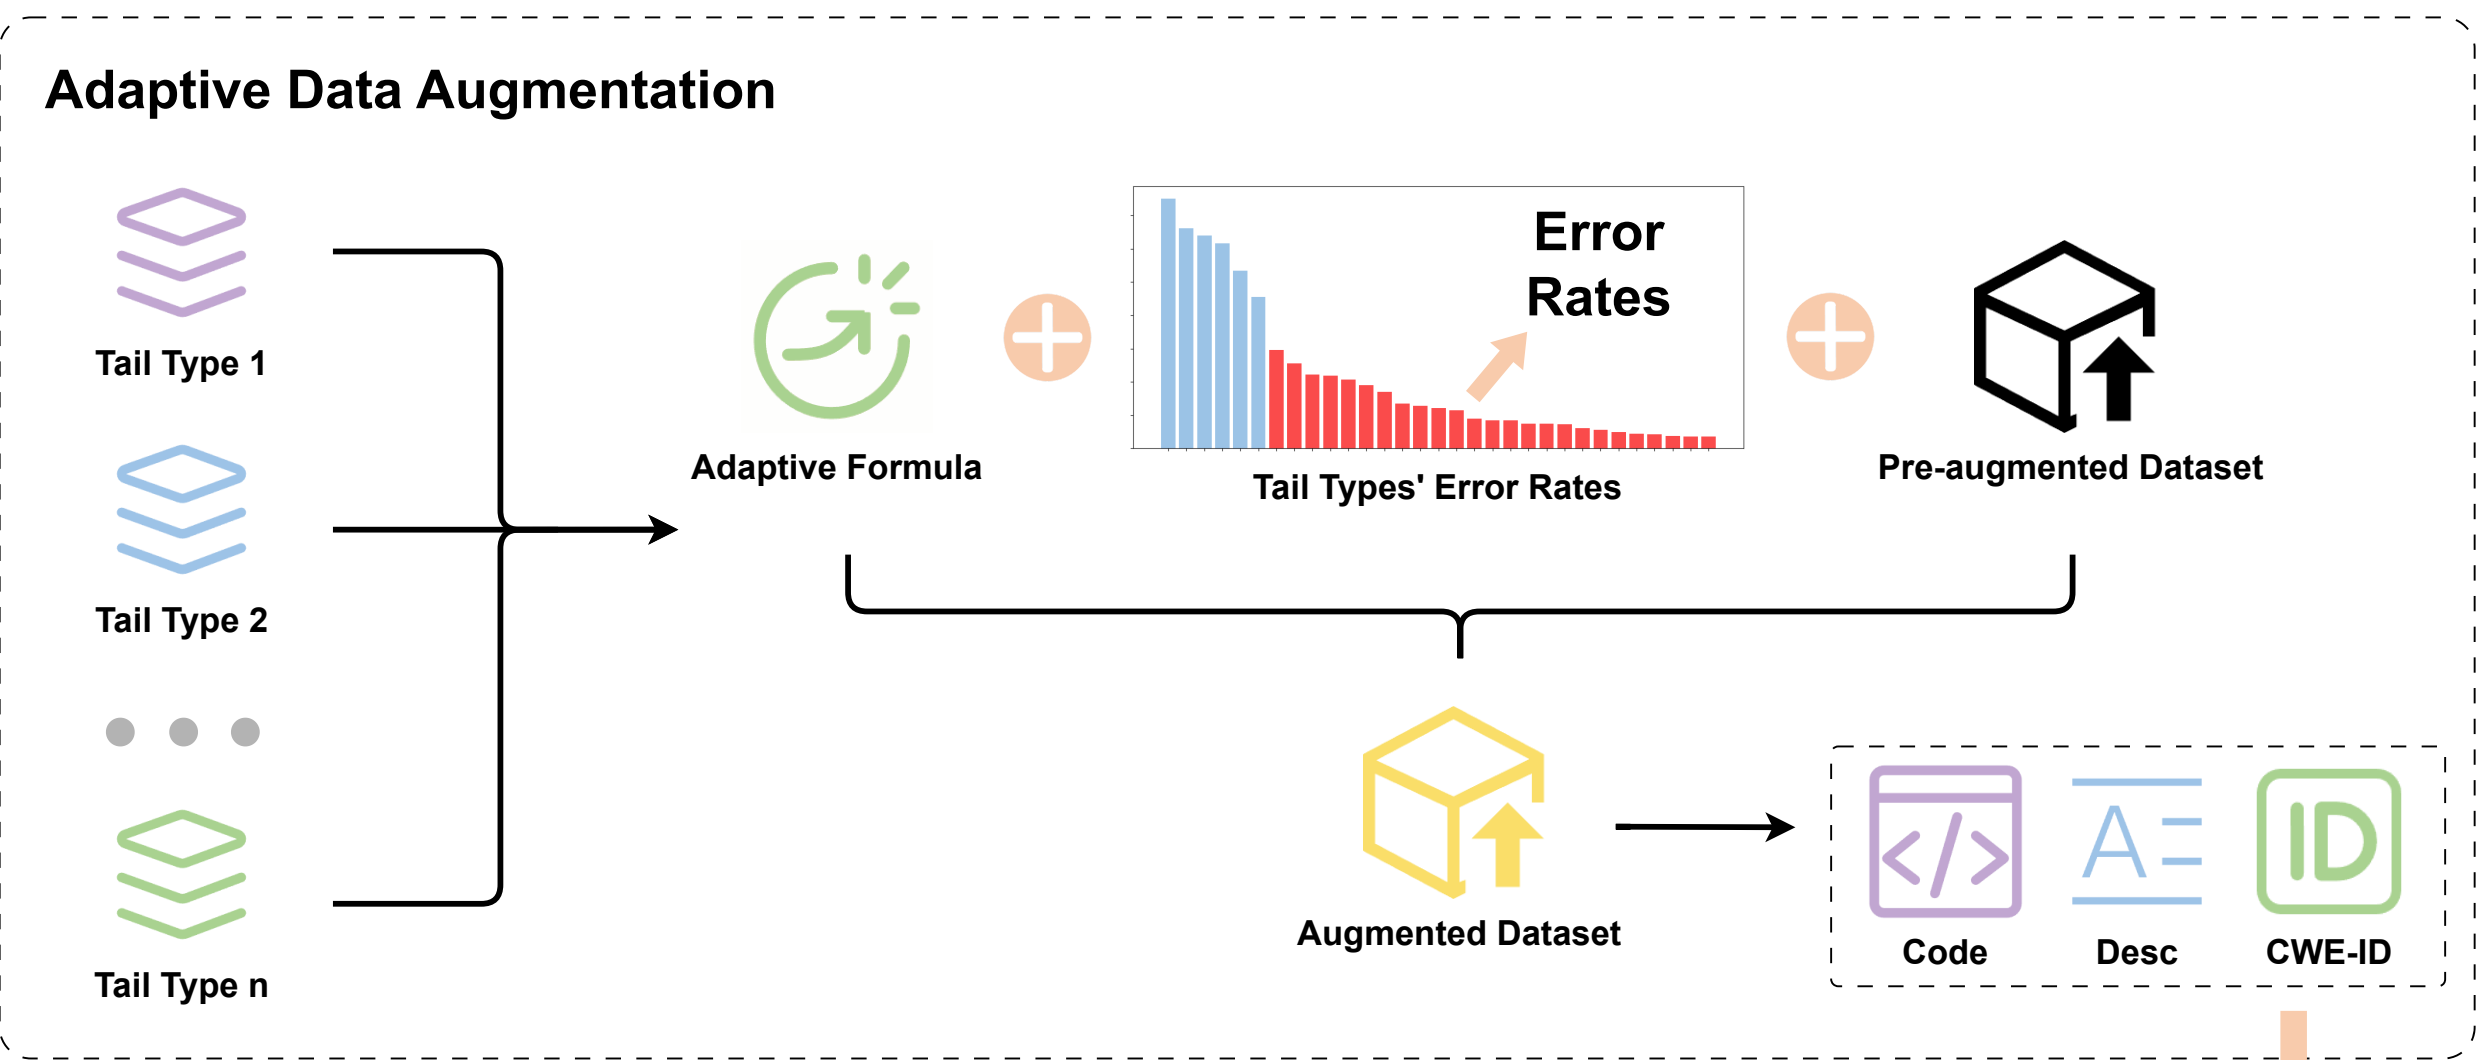 Adaptive Data Augmentation
Tail Type 1
Tail Type 2
Tail Type n
Adaptive Formula
Error
Rates
Tail Types' Error Rates
Pre-augmented Dataset
Augmented Dataset
</>
Code
A
Desc
ID
CWE-ID